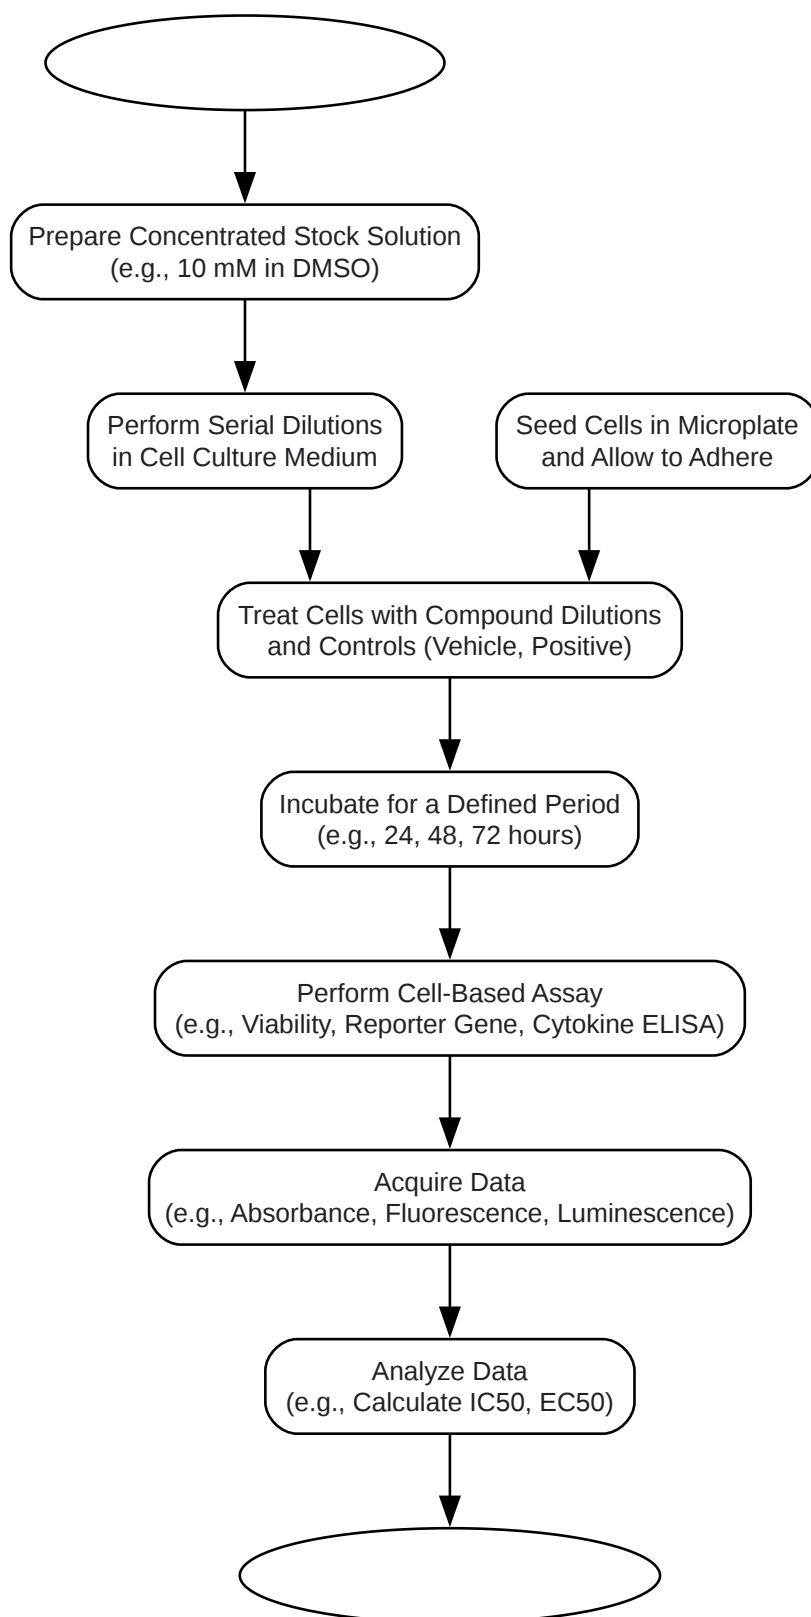 Prepare Concentrated Stock Solution
(e.g., 10 mM in DMSO)
Perform Serial Dilutions
in Cell Culture Medium
Seed Cells in Microplate
and Allow to Adhere
Treat Cells with Compound Dilutions
and Controls (Vehicle, Positive)
Incubate for a Defined Period
(e.g., 24, 48, 72 hours)
Perform Cell-Based Assay
(e.g., Viability, Reporter Gene, Cytokine ELISA)
Acquire Data
(e.g., Absorbance, Fluorescence, Luminescence)
Analyze Data
(e.g., Calculate IC50, EC50)